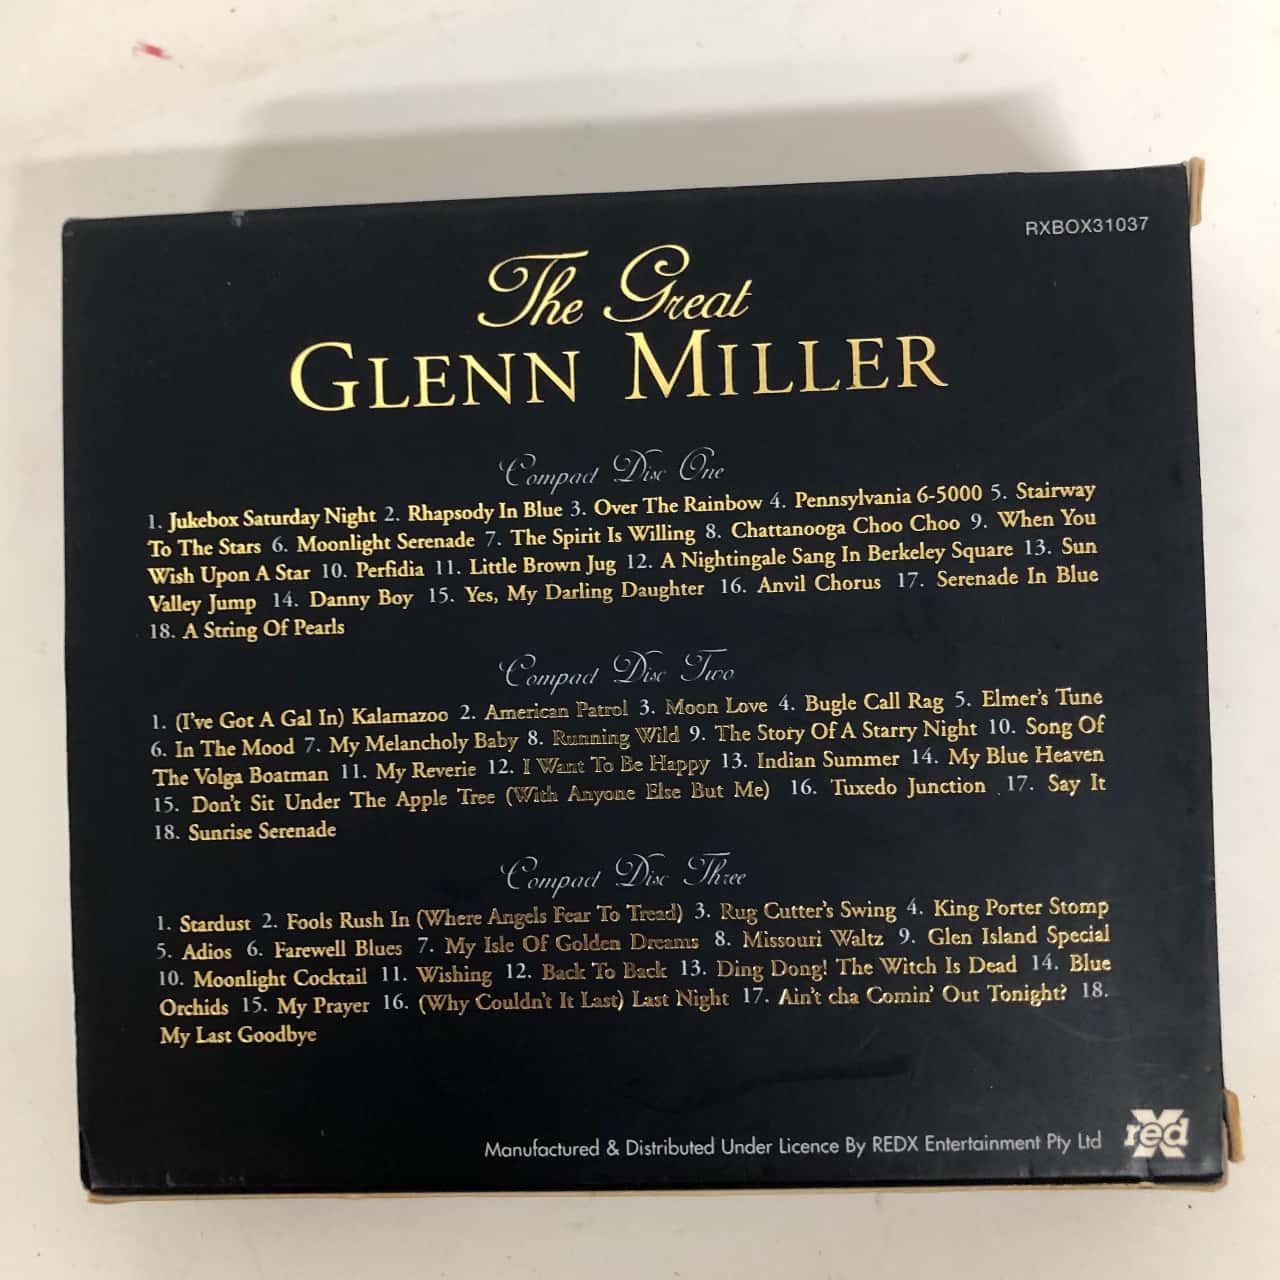 RXBOX31037
The Great
GLENN MILLER
Compact Disc One
1. Jukebox Saturday Night 2. Rhapsody In Blue 3. Over The Rainbow 4. Pennsylvania 6-5000 5. Stairway
To The Stars 6. Moonlight Serenade 7. The Spirit Is Willing 8. Chattanooga Choo Choo 9. When You
Wish Upon A Star 10. Perfidia 11. Little Brown Jug 12. A Nightingale Sang In Berkeley Square 13. Sun
Valley Jump 14. Danny Boy 15. Yes, My Darling Daughter 16. Anvil Chorus 17. Serenade In Blue
18. A String Of Pearls
Compact Disc Two
1. (I've Got A Gal In) Kalamazoo 2. American Patrol 3. Moon Love 4. Bugle Call Rag 5. Elmer's Tune
6. In The Mood 7. My Melancholy Baby 8. Running Wild 9. The Story Of A Starry Night 10. Song Of
The Volga Boatman 11. My Reverie 12. I Want To Be Happy 13. Indian Summer 14. My Blue Heaven
15. Don't Sit Under The Apple Tree (With Anyone Else But Me) 16. Tuxedo Junction 17. Say It
18. Sunrise Serenade
Compact Disc Three
1. Stardust 2. Fools Rush In (Where Angels Fear To Tread) 3. Rug Cutter's Swing 4. King Porter Stomp
5. Adios 6. Farewell Blues 7. My Isle Of Golden Dreams 8. Missouri Waltz 9. Glen Island Special
10. Moonlight Cocktail 11. Wishing 12. Back To Back 13. Ding Dong! The Witch Is Dead 14. Blue
Orchids 15. My Prayer 16. (Why Couldn't It Last) Last Night 17. Ain't cha Comin' Out Tonight? 18.
My Last Goodbye
Manufactured & Distributed Under Licence By REDX Entertainment Pty Ltd
red X